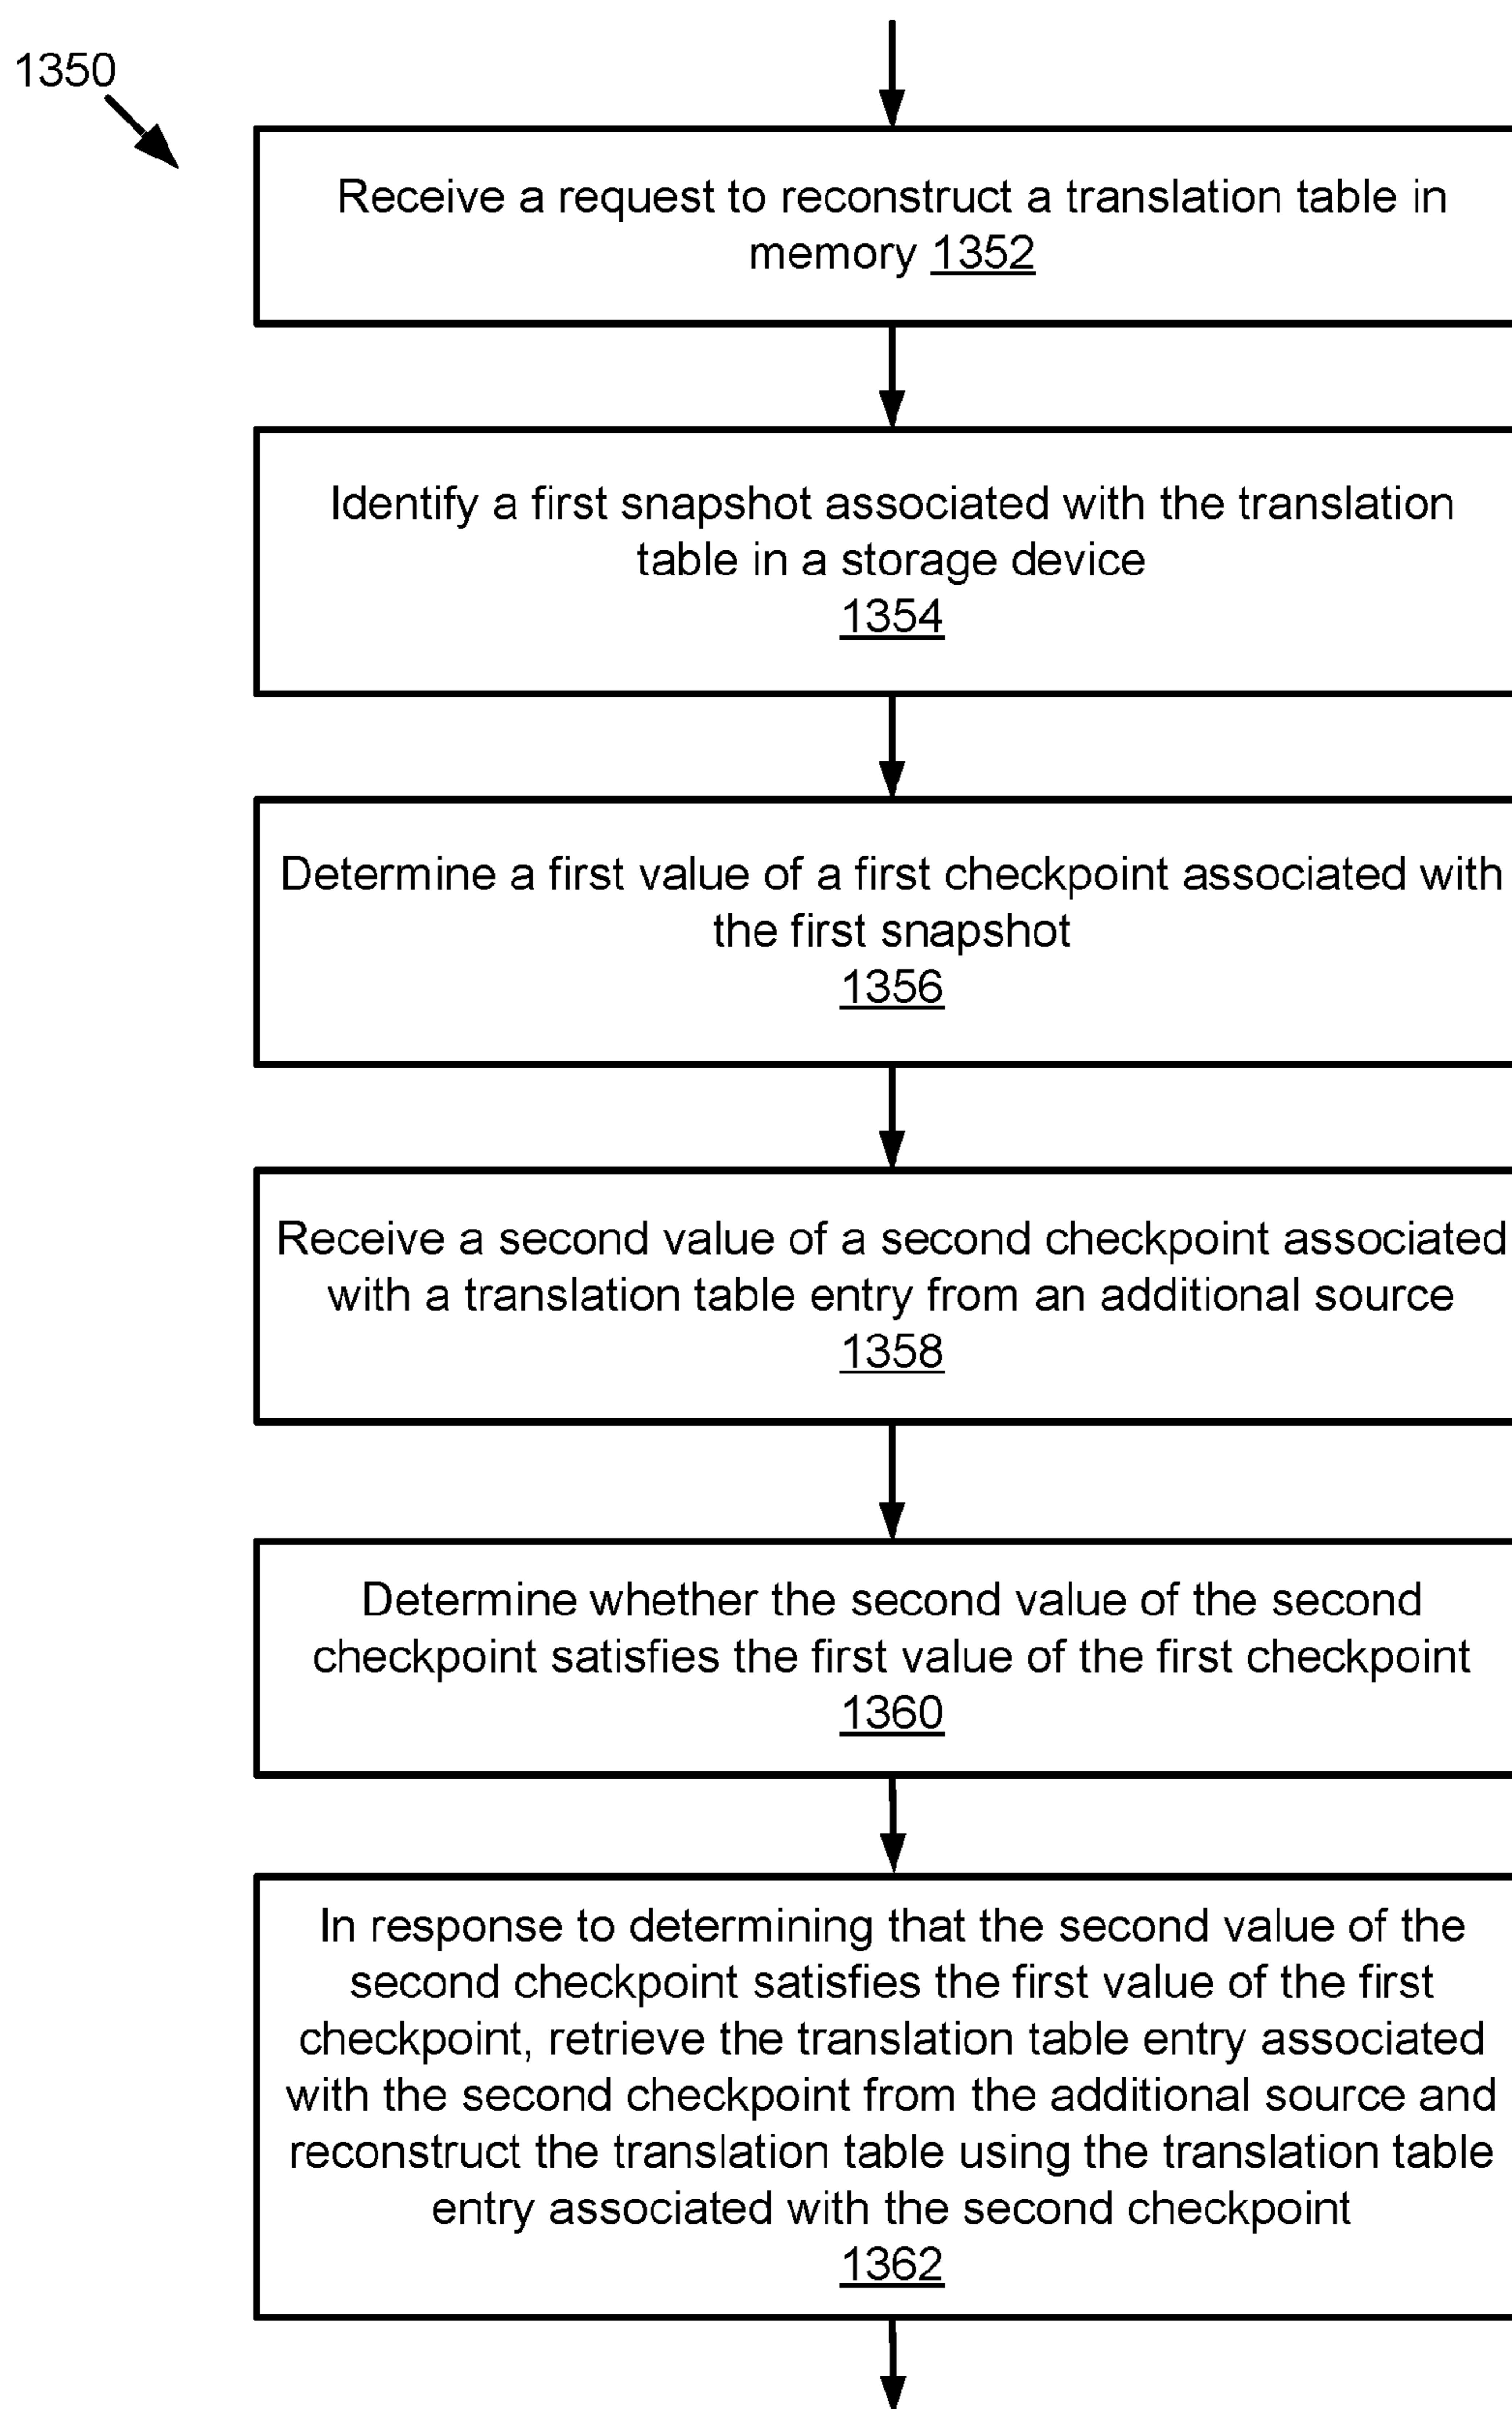 1350
Receive a request to reconstruct a translation table in
memory 1352
Identify a first snapshot associated with the translation
table in a storage device
1354
Determine a first value of a first checkpoint associated with
the first snapshot
1356
Receive a second value of a second checkpoint associated
with a translation table entry from an additional source
1358
Determine whether the second value of the second
checkpoint satisfies the first value of the first checkpoint
1360
In response to determining that the second value of the
second checkpoint satisfies the first value of the first
checkpoint, retrieve the translation table entry associated
with the second checkpoint from the additional source and
reconstruct the translation table using the translation table
entry associated with the second checkpoint
1362